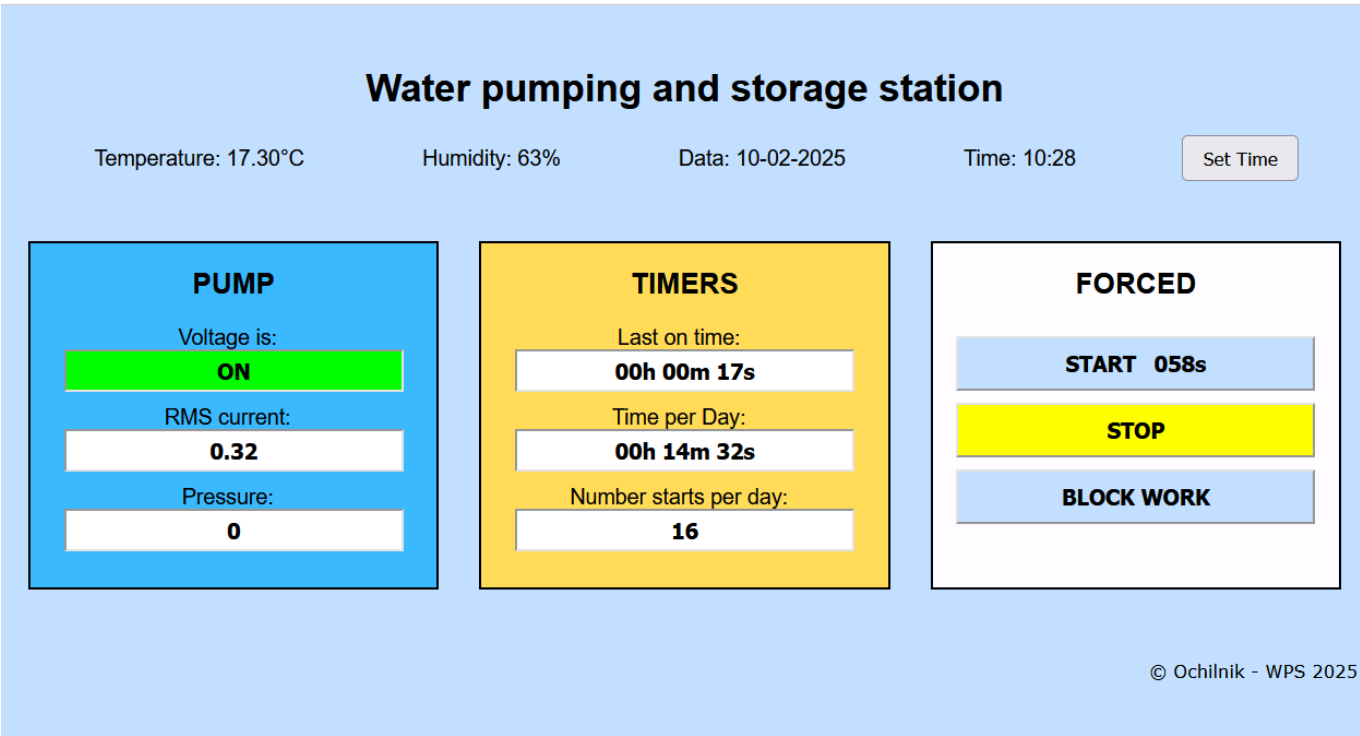 Water pumping and storage station
Temperature: 17.30°C Humidity: 63% Data: 10-02-2025 Time: 10:28 Set Time
PUMP
Voltage is:
ON
RMS current:
0.32
Pressure:
0
TIMERS
Last on time:
00h 00m 17s
Time per Day:
00h 14m 32s
Number starts per day:
16
FORCED
START 058s
STOP
BLOCK WORK
© Ochilnik - WPS 2025